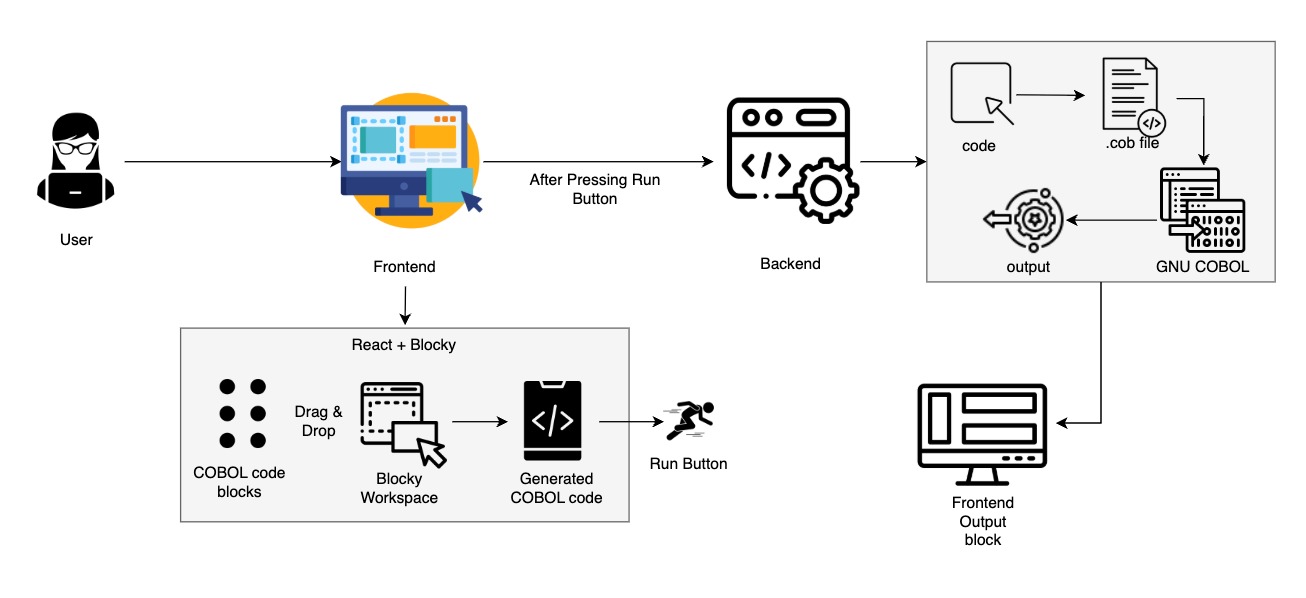 User
Frontend
After Pressing Run
Button
</>
Backend
code
</>
.cob file
GNU COBOL
output
React + Blocky
COBOL code
blocks
Drag &
Drop
Blocky
Workspace
</>
Generated
COBOL code
Run Button
Frontend
Output
block